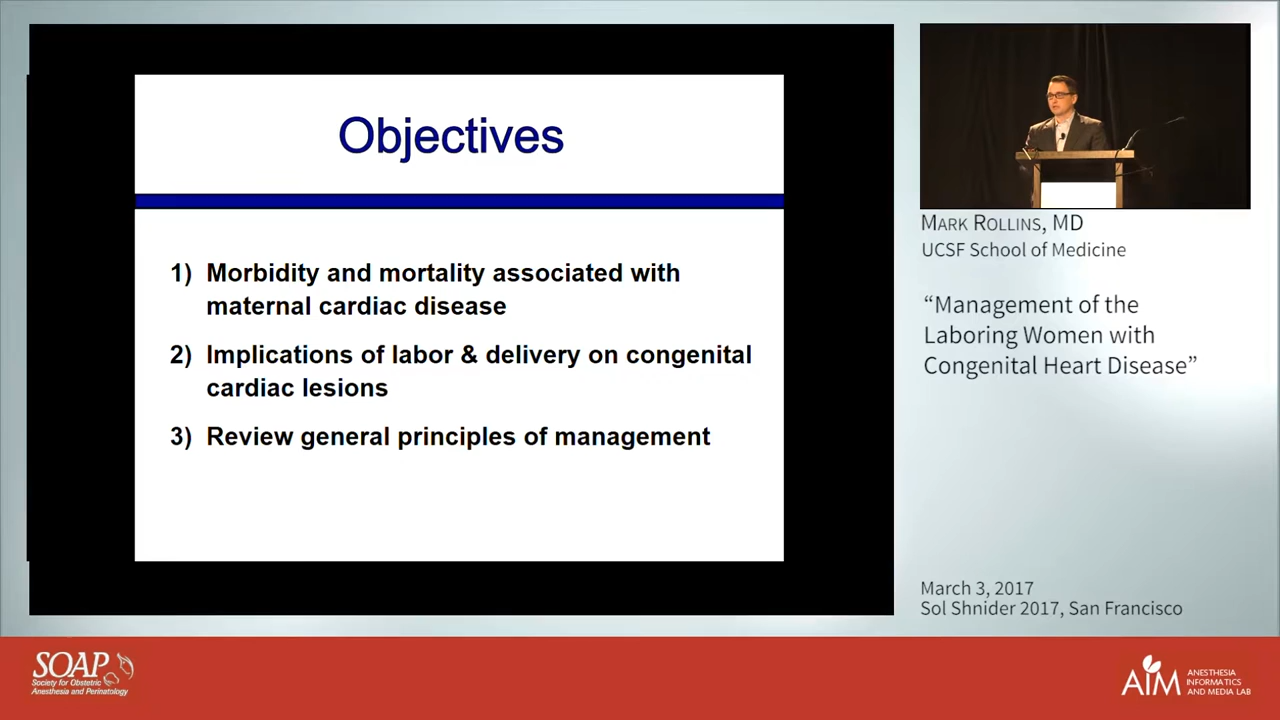 Objectives
1) Morbidity and mortality associated with
maternal cardiac disease
2) Implications of labor & delivery on congenital
cardiac lesions
3) Review general principles of management
MARK ROLLINS, MD
UCSF School of Medicine
“Management of the
Laboring Women with
Congenital Heart Disease”
March 3, 2017
Sol Shnider 2017, San Francisco
SOAP
Society for Obstetric
Anesthesia and Perinatology
AIM
ANESTHESIA
INFORMATICS
AND MEDIA LAB